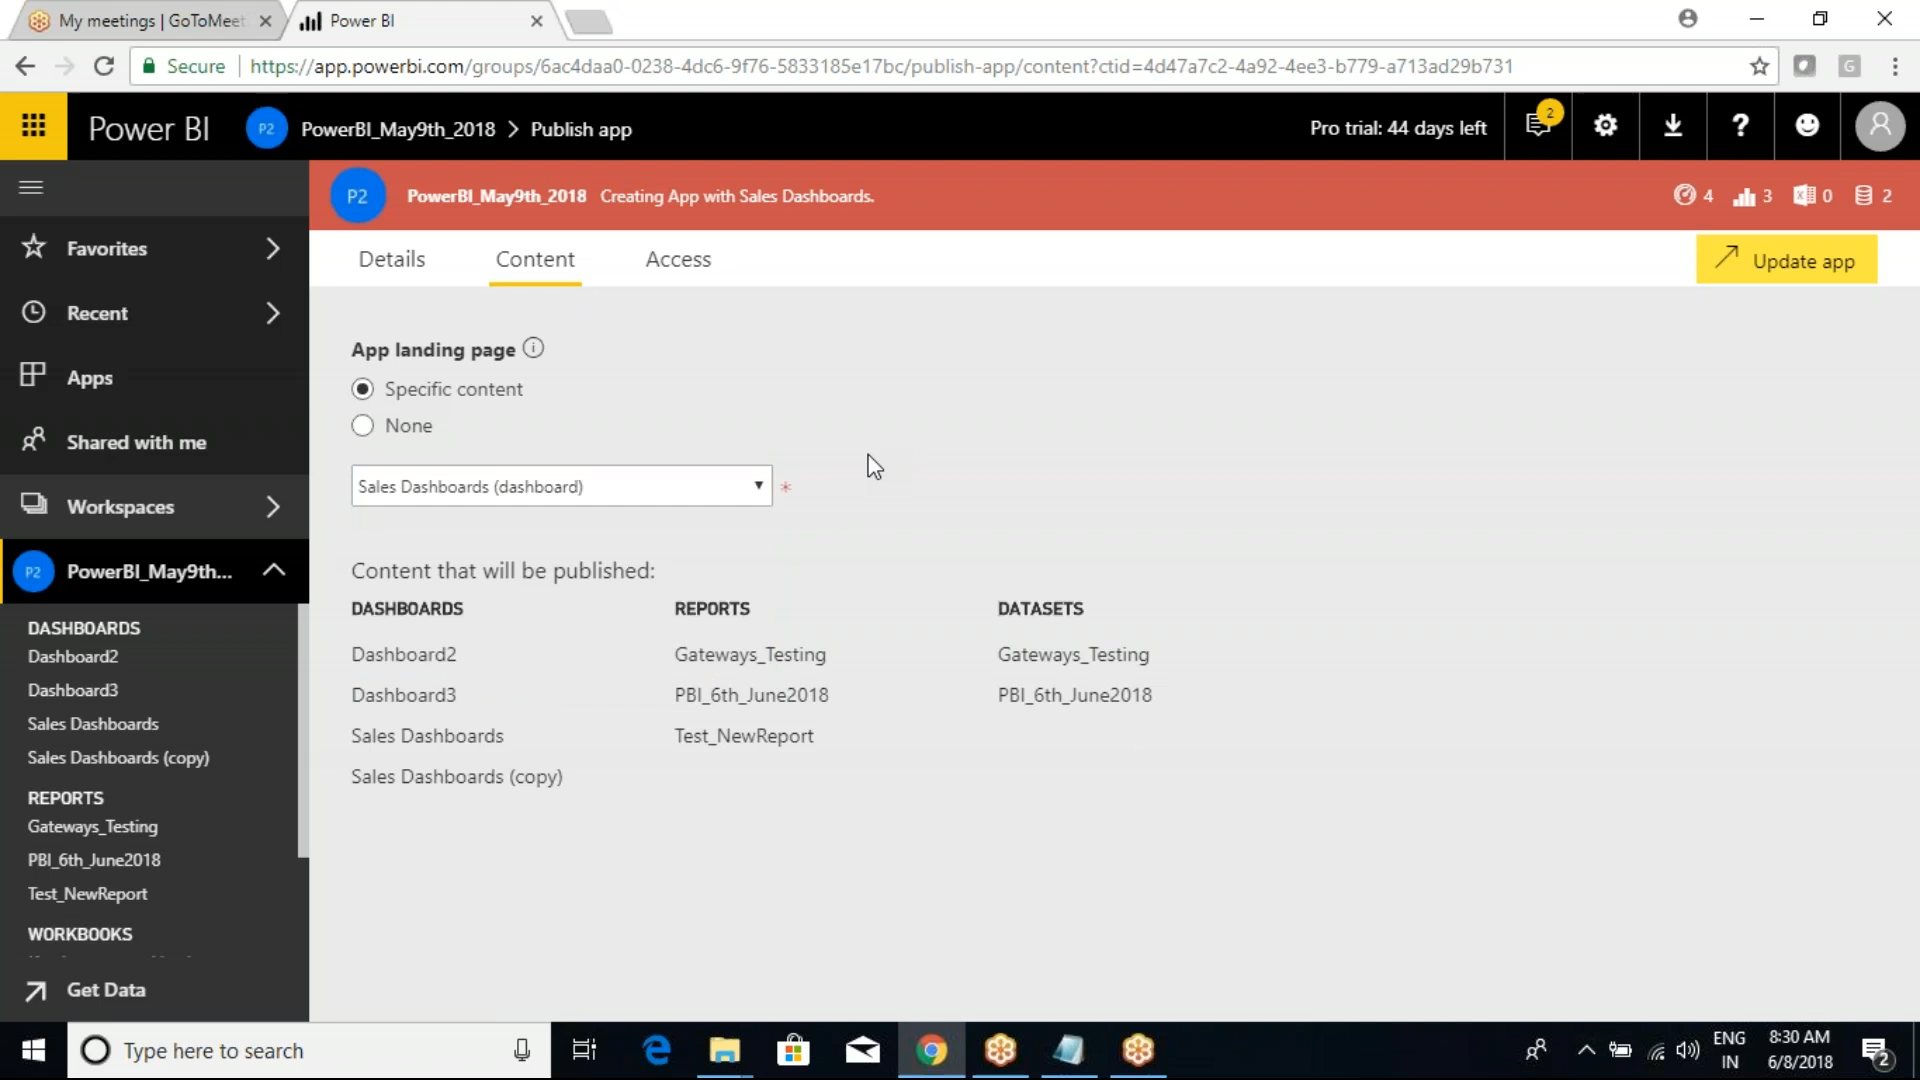 My meetings | GoToMeet
Power BI
Secure
https://app.powerbi.com/groups/6ac4daa0-0238-4dc6-9f76-5833185e17bc/publish-app/content?ctid=4d47a7c2-4a92-4ee3-b779-a713ad29b731
G
Power BI
P2
PowerBI_May9th_2018 > Publish app
Pro trial: 44 days left
2
P2
PowerBI_May9th_2018 Creating App with Sales Dashboards.
4
3
0
2
Details
Content
Access
Update app
Favorites
Recent
Apps
Shared with me
Workspaces
P2
PowerBI_May9th...
DASHBOARDS
Dashboard2
Dashboard3
Sales Dashboards
Sales Dashboards (copy)
REPORTS
Gateways_Testing
PBI_6th_June2018
Test_NewReport
WORKBOOKS
Get Data
App landing page
Specific content
None
Sales Dashboards (dashboard)
*
Content that will be published:
DASHBOARDS
Dashboard2
Dashboard3
Sales Dashboards
Sales Dashboards (copy)
REPORTS
Gateways_Testing
PBI_6th_June2018
Test_NewReport
DATASETS
Gateways_Testing
PBI_6th_June2018
Type here to search
ENG
IN
8:30 AM
6/8/2018
2